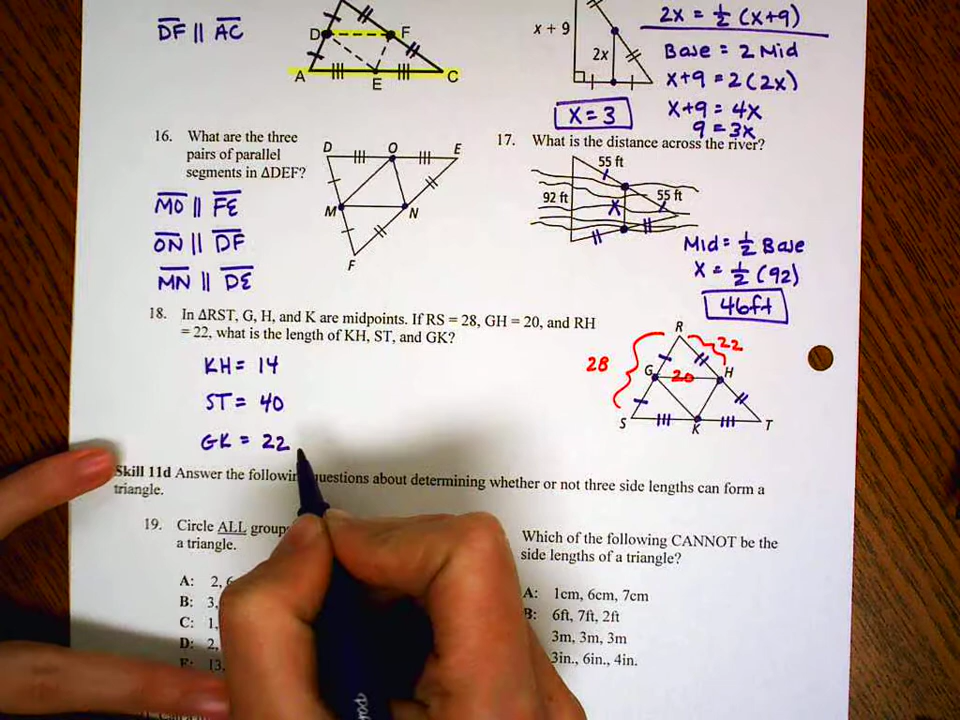 DF || AC
D
F
A
E
C
x + 9
2x
2x = 1/2 (x+9)
Base = 2 Mid
x+9 = 2(2x)
x+9 = 4x
9 = 3x
x = 3
16. What are the three
pairs of parallel
segments in ΔDEF?
MO || FE
ON || DF
MN || DE
D
O
E
M
N
F
17. What is the distance across the river?
55 ft
92 ft
55 ft
x
Mid = 1/2 Base
x = 1/2 (92)
46ft
18. In ΔRST, G, H, and K are midpoints. If RS = 28, GH = 20, and RH
= 22, what is the length of KH, ST, and GK?
KH = 14
ST = 40
GK = 22
R
22
28
G
20
H
S
K
T
Skill 11d Answer the following questions about determining whether or not three side lengths can form a
triangle.
19. Circle ALL groups
a triangle.
A: 2, 6
B: 3,
C: 1,
D: 2,
E: 13,
Which of the following CANNOT be the
side lengths of a triangle?
A: 1cm, 6cm, 7cm
B: 6ft, 7ft, 2ft
3m, 3m, 3m
3in., 6in., 4in.